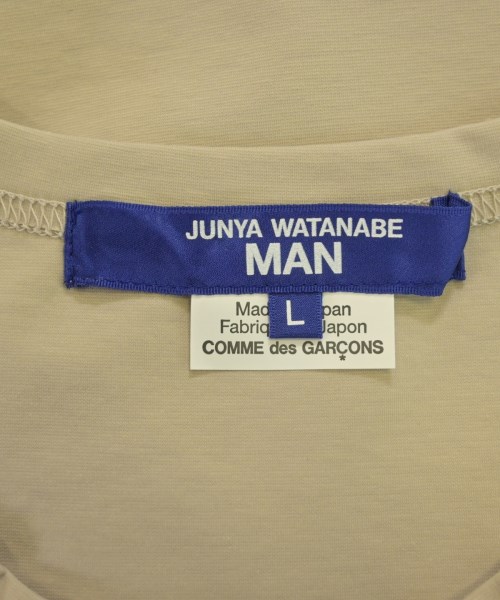 JUNYA WATANABE
MAN
L
Mad pan
Fabriq Japon
COMME des GARÇONS
*